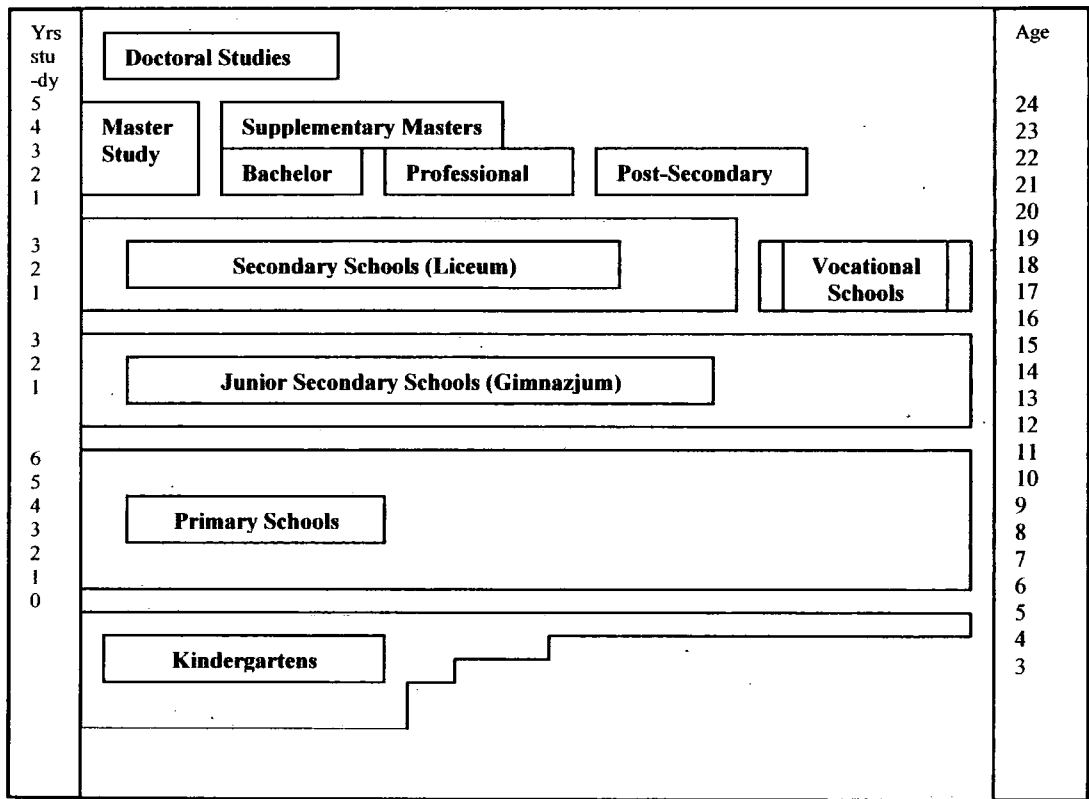 Yrs
stu
-dy
5
4
3
2
1
3
2
1
3
2
1
6
5
4
3
2
1
0
Doctoral Studies
Master
Study
Supplementary Masters
Bachelor
Professional
Post-Secondary
Secondary Schools (Liceum)
Vocational
Schools
Junior Secondary Schools (Gimnazjum)
Primary Schools
Kindergartens
Age
24
23
22
21
20
19
18
17
16
15
14
13
12
11
10
9
8
7
6
5
4
3